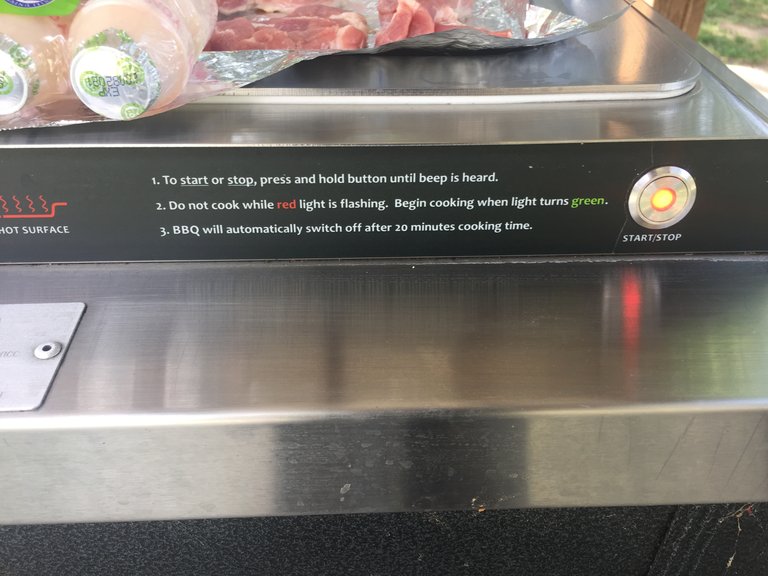 1. To start or stop, press and hold button until beep is heard.
2. Do not cook while red light is flashing. Begin cooking when light turns green.
3. BBQ will automatically switch off after 20 minutes cooking time.
HOT SURFACE
START/STOP